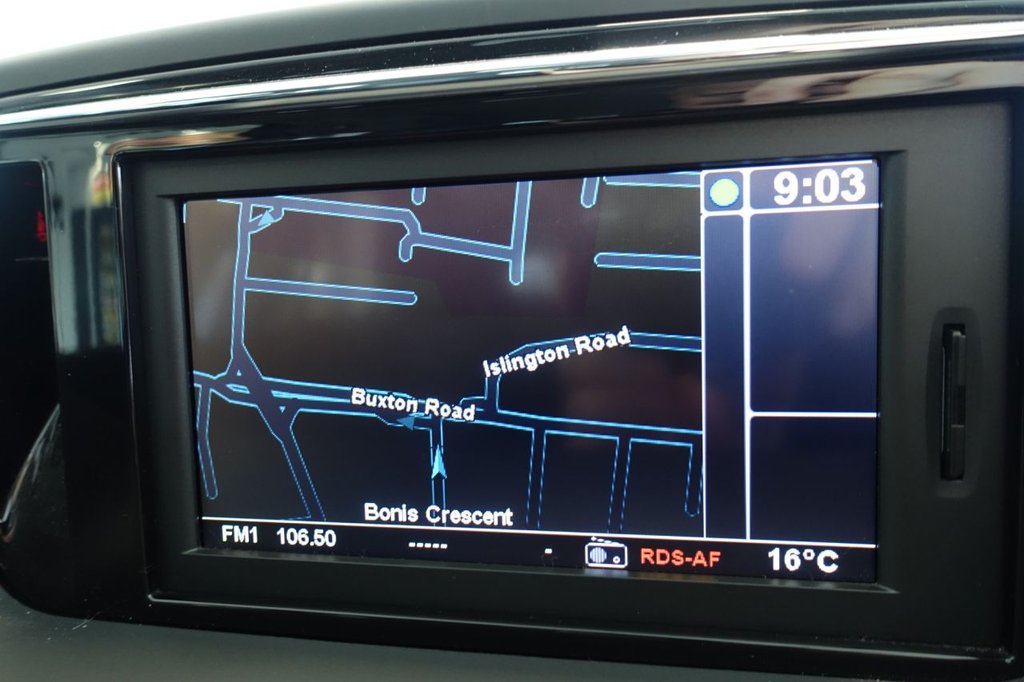 9:03
Islington Road
Buxton Road
Bonis Crescent
FM1 106.50 ----- - RDS-AF 16°C